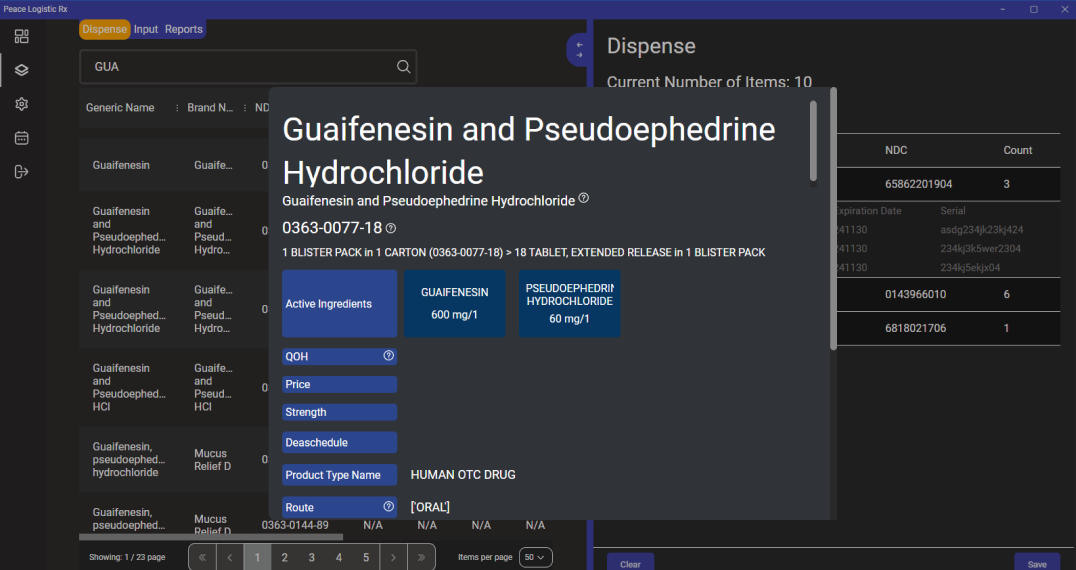 Peace Logistic Rx
Dispense Input Reports
GUA
Generic Name Brand N... ND
Guaifenesin Guaife... 0
Guaifenesin
and
Pseudoephed...
Hydrochloride
Guaife...
and
Pseud...
Hydro...
0
Guaifenesin
and
Pseudoephed...
Hydrochloride
Guaife...
and
Pseud...
Hydro...
0
Guaifenesin
and
Pseudoephed...
HCl
Guaife...
and
Pseud...
HCl
0
Guaifenesin,
pseudoephed...
hydrochloride
Mucus
Relief D
0
Guaifenesin,
pseudoephed...
Mucus
Relief D
0363-0144-89 N/A N/A N/A N/A
Showing: 1 / 23 page
« < 1 2 3 4 5 > »
Items per page 50
Guaifenesin and Pseudoephedrine
Hydrochloride
Guaifenesin and Pseudoephedrine Hydrochloride ?
0363-0077-18 ?
1 BLISTER PACK in 1 CARTON (0363-0077-18) > 18 TABLET, EXTENDED RELEASE in 1 BLISTER PACK
Active Ingredients
GUAIFENESIN
600 mg/1
PSEUDOEPHEDRIN
HYDROCHLORIDE
60 mg/1
QOH ?
Price
Strength
Deaschedule
Product Type Name HUMAN OTC DRUG
Route ? ['ORAL']
Dispense
Current Number of Items: 10
NDC Count
65862201904 3
Expiration Date Serial
241130 asdg234jk23kj424
241130 234kj3k5wer2304
241130 234kj5ekjx04
0143966010 6
6818021706 1
Clear Save